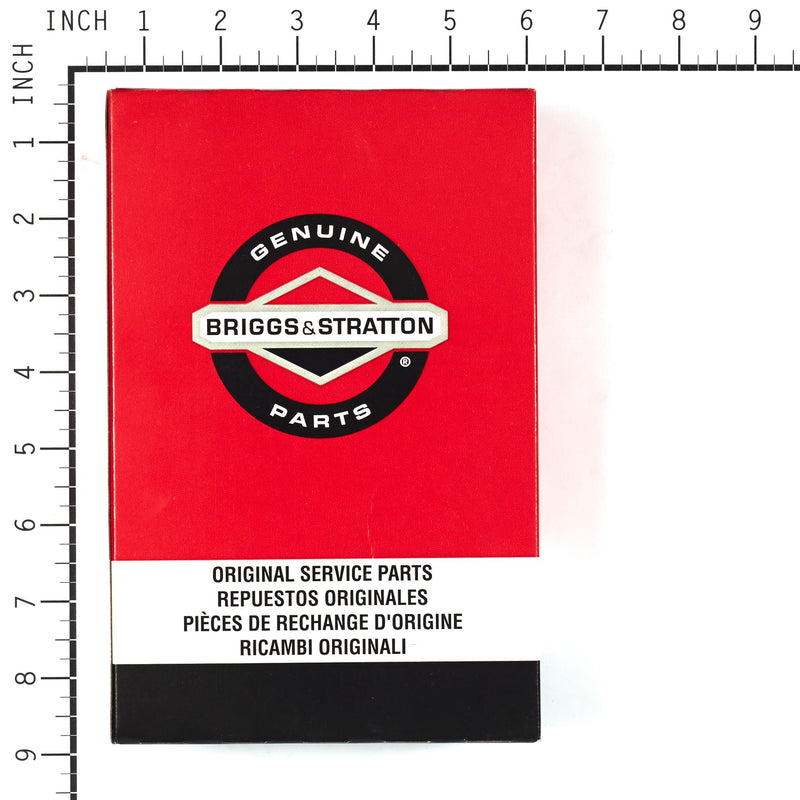 INCH 1 2 3 4 5 6 7 8 9
INCH
1
2
3
4
5
6
7
8
9
GENUINE
BRIGGS&STRATTON
®
PARTS
ORIGINAL SERVICE PARTS
REPUESTOS ORIGINALES
PIÈCES DE RECHANGE D'ORIGINE
RICAMBI ORIGINALI